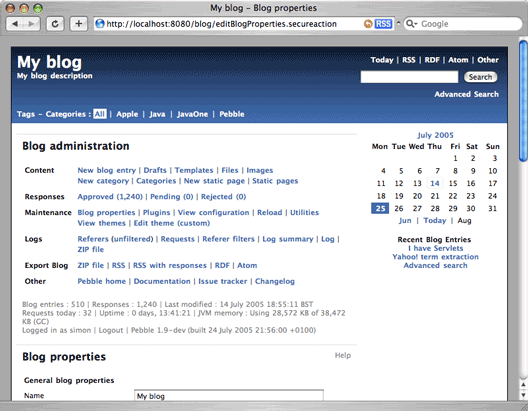 My blog – Blog properties
http://localhost:8080/blog/editBlogProperties.secureaction
RSS
Google
My blog
My blog description
Today | RSS | RDF | Atom | Other
Search
Advanced Search
Tags - Categories : All | Apple | Java | JavaOne | Pebble
Blog administration
Content New blog entry | Drafts | Templates | Files | Images
New category | Categories | New static page | Static pages
Responses Approved (1,240) | Pending (0) | Rejected (0)
Maintenance Blog properties | Plugins | View configuration | Reload | Utilities
View themes | Edit theme (custom)
Logs Referers (unfiltered) | Requests | Referer filters | Log summary | Log |
ZIP file
Export Blog ZIP file | RSS | RSS with responses | RDF | Atom
Other Pebble home | Documentation | Issue tracker | Changelog
Blog entries : 510 | Responses : 1,240 | Last modified : 14 July 2005 18:55:11 BST
Requests today : 32 | Uptime : 0 days, 13:41:21 | JVM memory : Using 28,572 KB of 38,472
KB (GC)
Logged in as simon | Logout | Pebble 1.9-dev (built 24 July 2005 21:56:00 +0100)
Blog properties Help
General blog properties
Name My blog
July 2005
Mon Tue Wed Thu Fri Sat Sun
1 2 3
4 5 6 7 8 9 10
11 12 13 14 15 16 17
18 19 20 21 22 23 24
25 26 27 28 29 30 31
Jun | Today | Aug
Recent Blog Entries
I have Servlets
Yahoo! term extraction
Advanced search